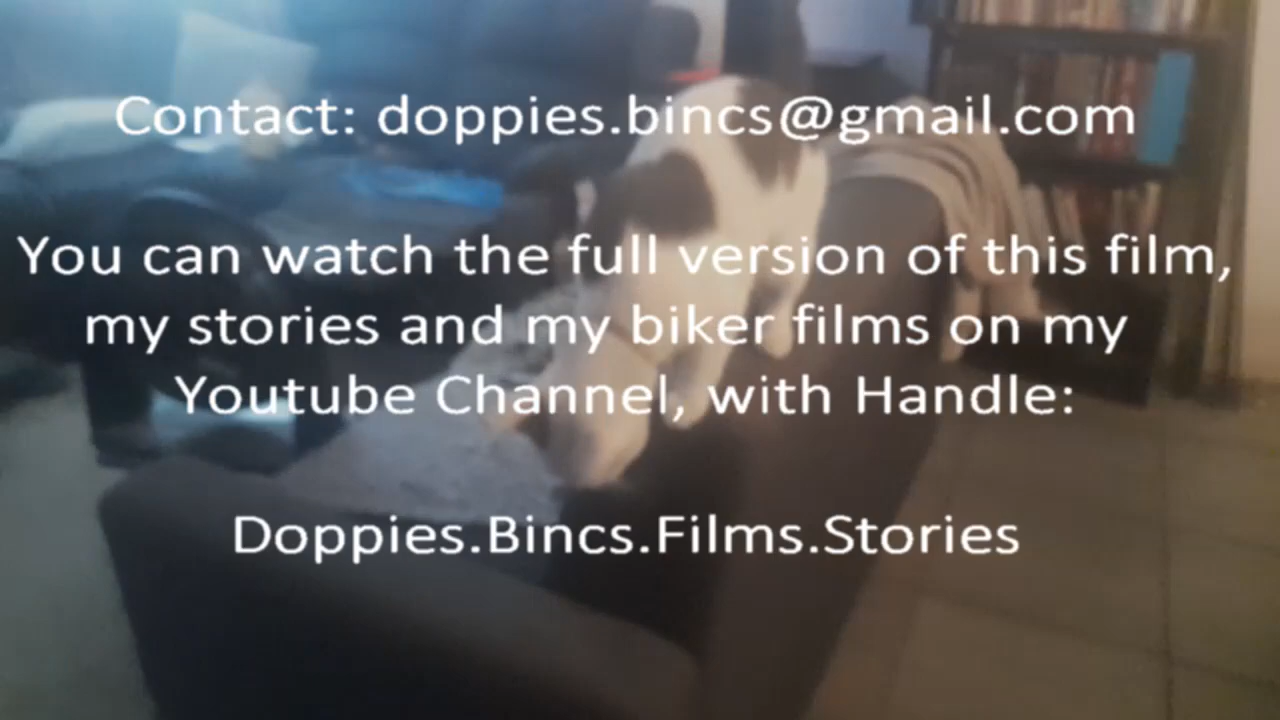 Contact: doppies.bincs@gmail.com
You can watch the full version of this film,
my stories and my biker films on my
Youtube Channel, with Handle:
Doppies.Bincs.Films.Stories